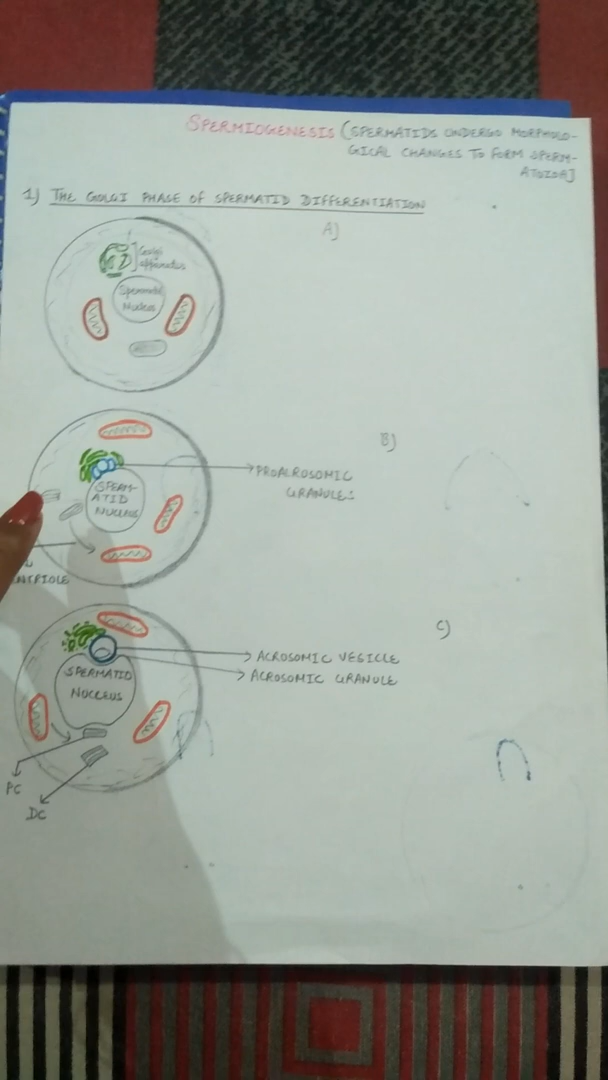 SPERMIOGENESIS (SPERMATIDS UNDERGO MORPHOLO-
GICAL CHANGES TO FORM SPERM-
ATOZOA)
1) THE GOLGI PHASE OF SPERMATID DIFFERENTIATION
A)
Golgi
apparatus
Spermatid
Nucleus
B)
PROACROSOMIC
GRANULES
SPERM-
ATID
NUCLEUS
C)
ACROSOMIC VESICLE
ACROSOMIC GRANULE
SPERMATID
NUCLEUS
PC
DC